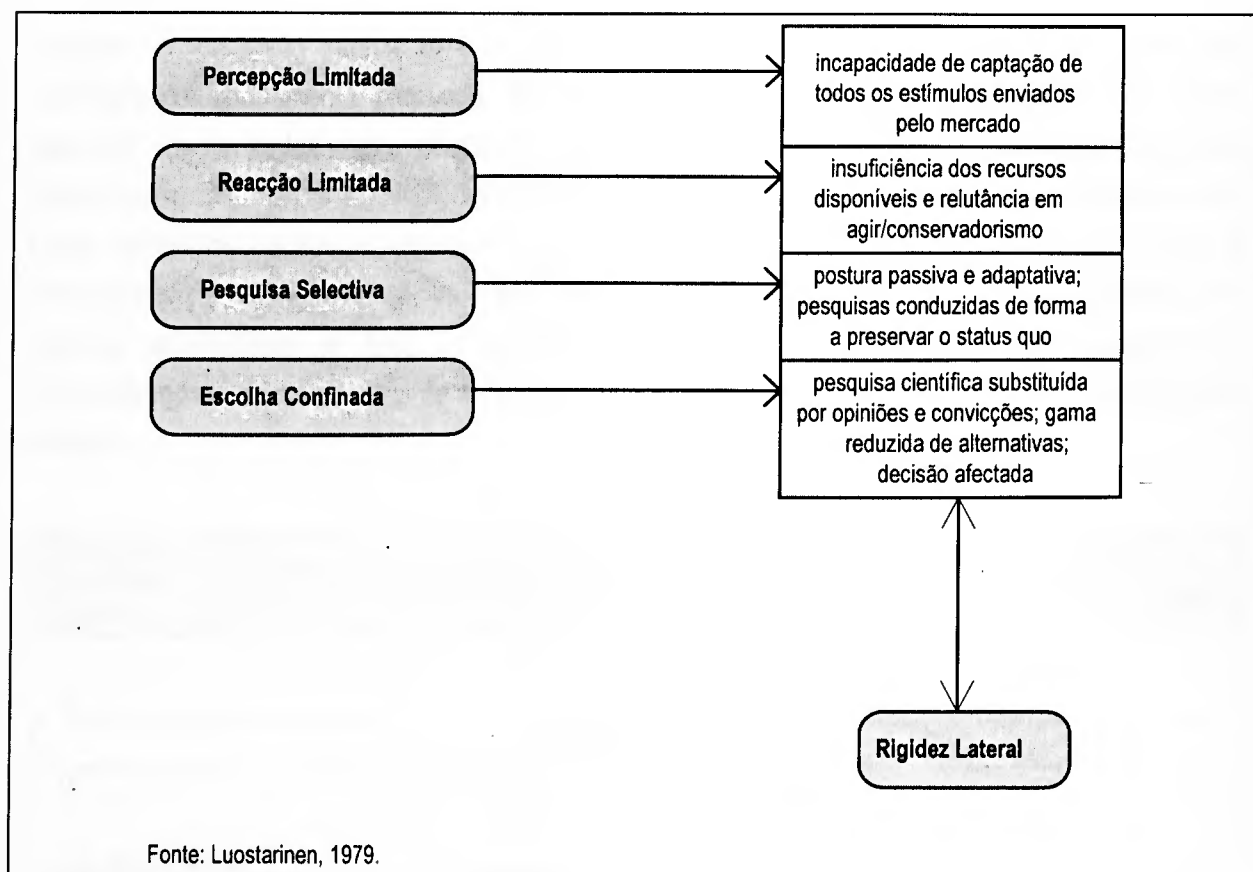 Percepção Limitada
incapacidade de captação de
todos os estímulos enviados
pelo mercado
Reacção Limitada
insuficiência dos recursos
disponíveis e relutância em
agir/conservadorismo
Pesquisa Selectiva
postura passiva e adaptativa;
pesquisas conduzidas de forma
a preservar o status quo
Escolha Confinada
pesquisa científica substituída
por opiniões e convicções; gama
reduzida de alternativas;
decisão afectada
Rigidez Lateral
Fonte: Luostarinen, 1979.